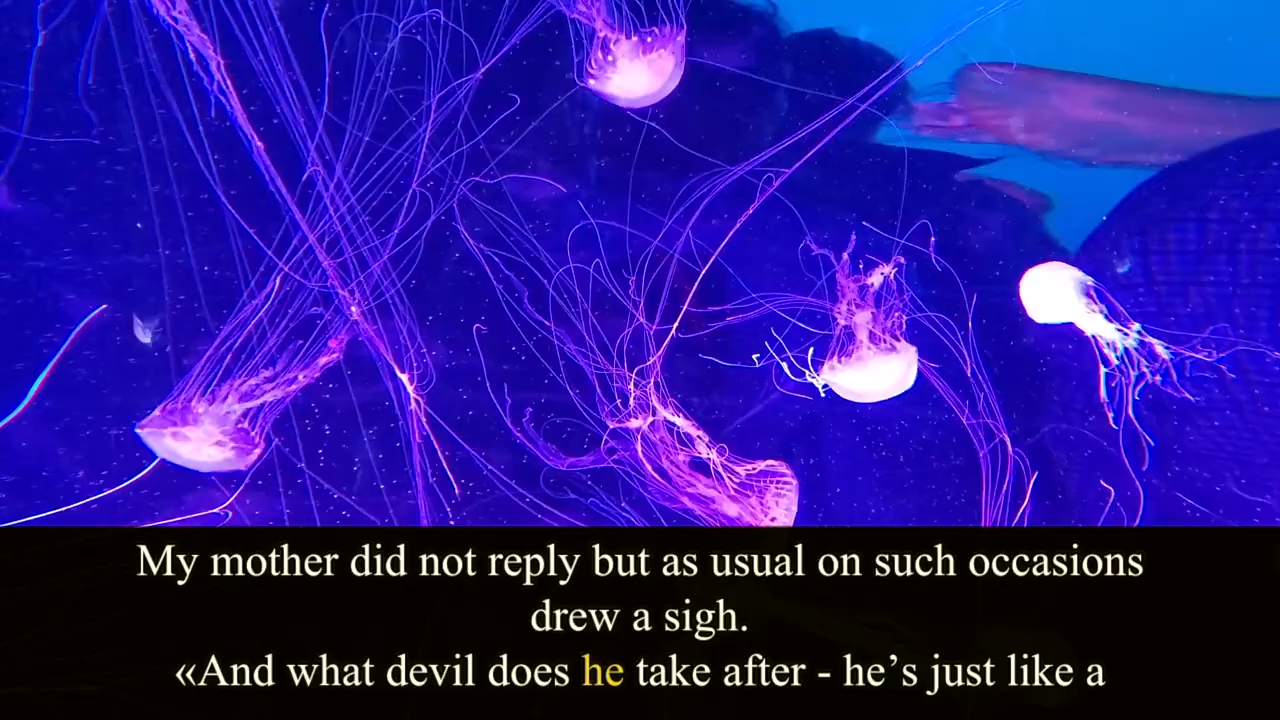 My mother did not reply but as usual on such occasions
drew a sigh.
«And what devil does he take after - he’s just like a